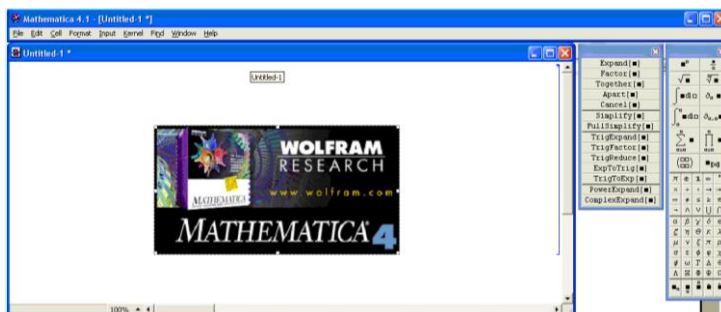 Mathematica 4.1 - [Untitled-1 *]
File Edit Cell Format Input Kernel Find Window Help
Untitled-1 *
Untitled-1
WOLFRAM
RESEARCH
www.wolfram.com
MATHEMATICA
MATHEMATICA 4
100%
Expand[■]
Factor[■]
Together[■]
Apart[■]
Cancel[■]
Simplify[■]
FullSimplify[■]
TrigExpand[■]
TrigFactor[■]
TrigReduce[■]
ExpToTrig[■]
TrigToExp[■]
PowerExpand[■]
ComplexExpand[■]